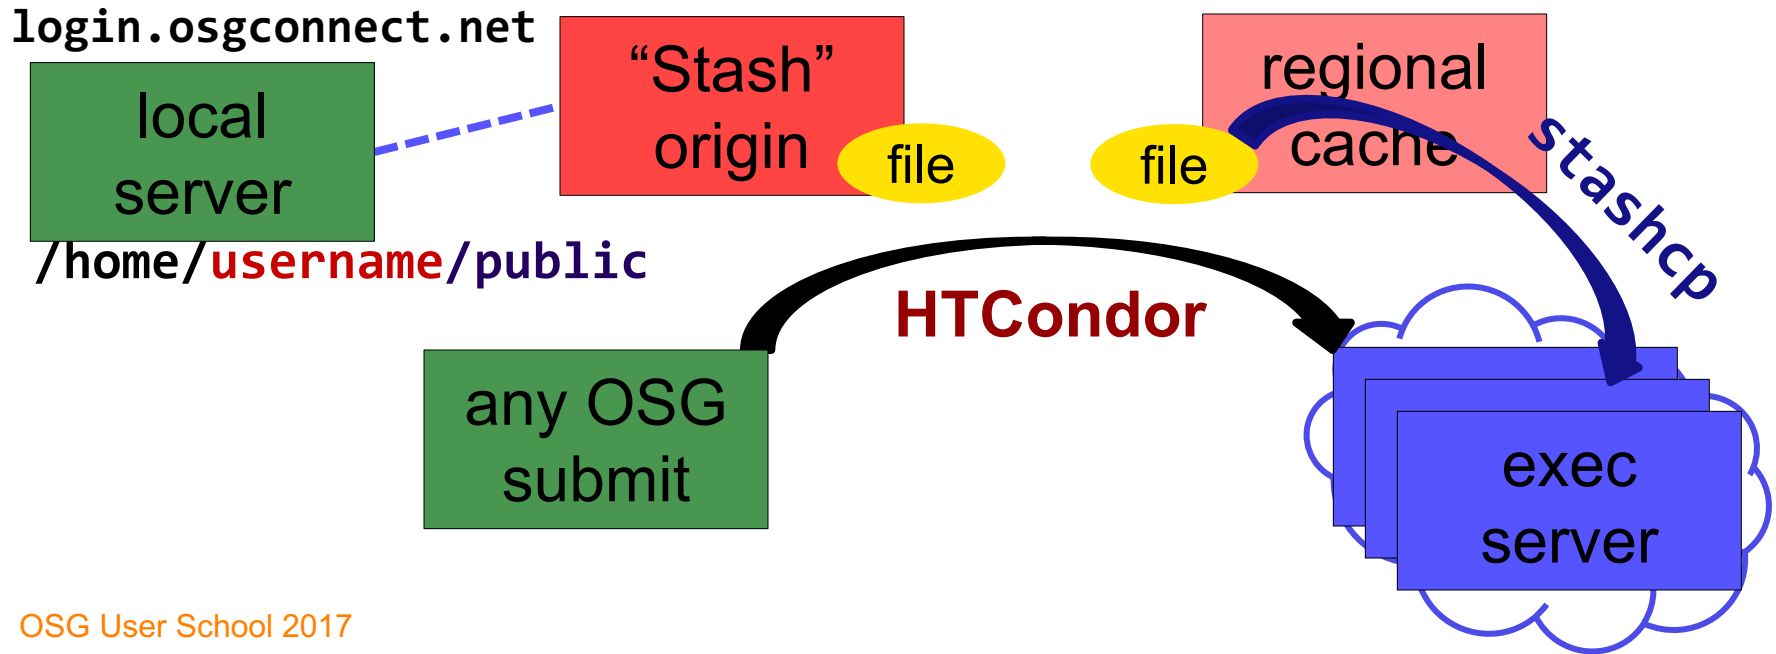 login.osgconnect.net
local
server
/home/username/public
“Stash”
origin
file
file
regional
cache
stashcp
HTCondor
any OSG
submit
exec
server
OSG User School 2017